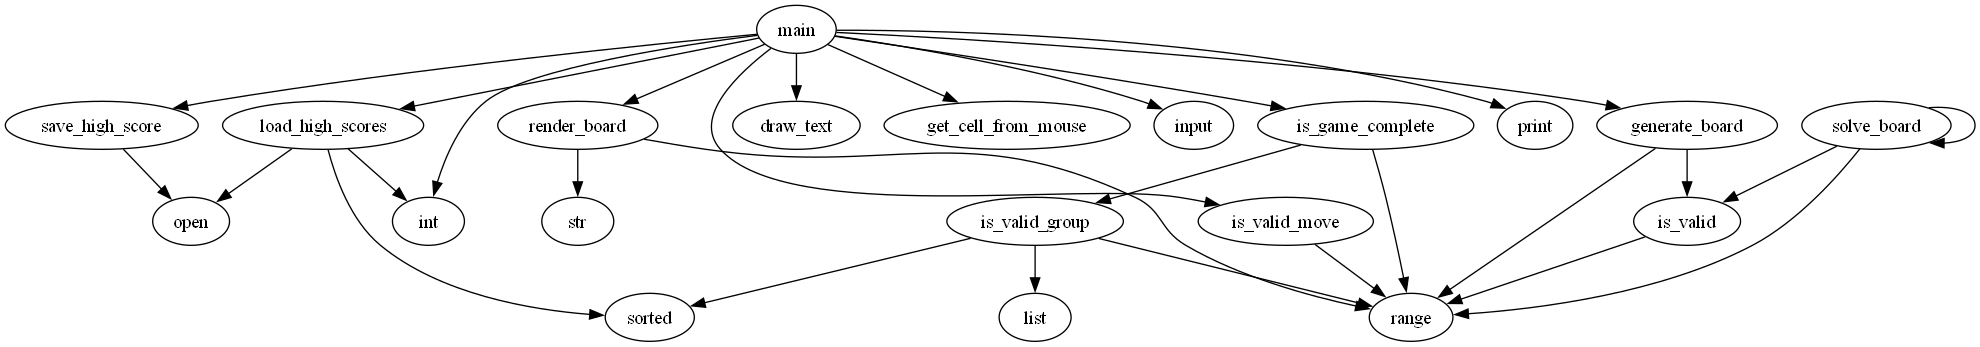 main
save_high_score
load_high_scores
render_board
draw_text
get_cell_from_mouse
input
is_game_complete
print
generate_board
solve_board
open
int
str
is_valid_group
is_valid_move
is_valid
sorted
list
range